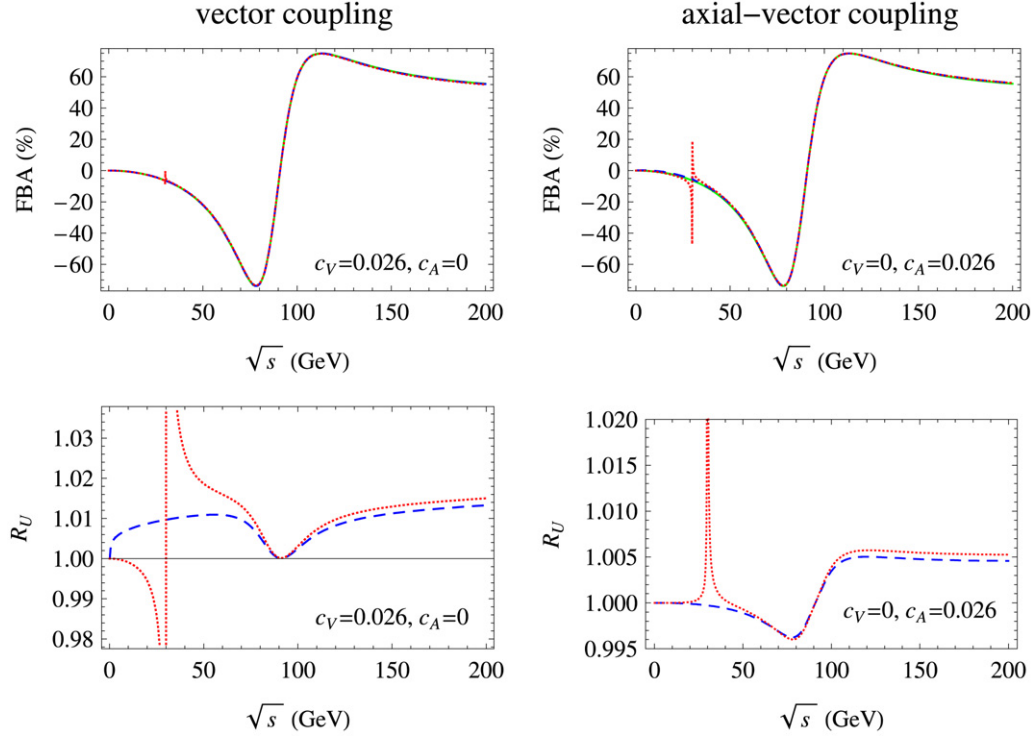 vector coupling
axial−vector coupling
FBA (%)
60
40
20
0
−20
−40
−60
c_V=0.026, c_A=0
0 50 100 150 200
√s (GeV)
FBA (%)
60
40
20
0
−20
−40
−60
c_V=0, c_A=0.026
0 50 100 150 200
√s (GeV)
R_U
1.03
1.02
1.01
1.00
0.99
0.98
c_V=0.026, c_A=0
0 50 100 150 200
√s (GeV)
R_U
1.020
1.015
1.010
1.005
1.000
0.995
c_V=0, c_A=0.026
0 50 100 150 200
√s (GeV)